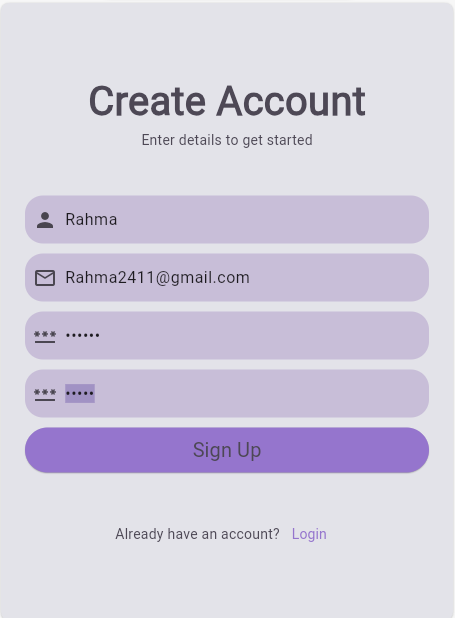 Create Account
Enter details to get started
Rahma
Rahma2411@gmail.com
*** ••••••
*** •••••
Sign Up
Already have an account? Login